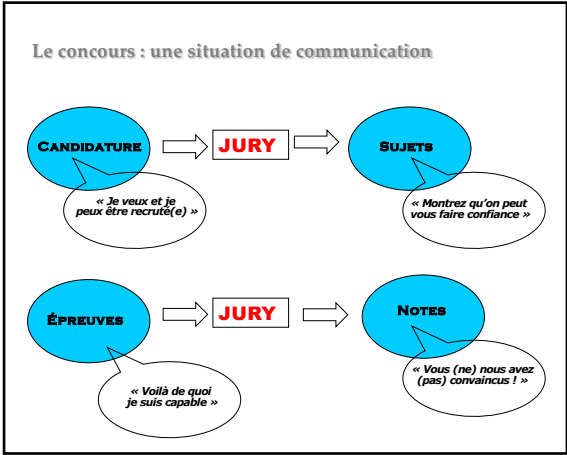 Le concours : une situation de communication
CANDIDATURE
JURY
SUJETS
« Je veux et je
peux être recruté(e) »
« Montrez qu'on peut
vous faire confiance »
ÉPREUVES
JURY
NOTES
« Voilà de quoi
je suis capable »
« Vous (ne) nous avez
(pas) convaincus ! »